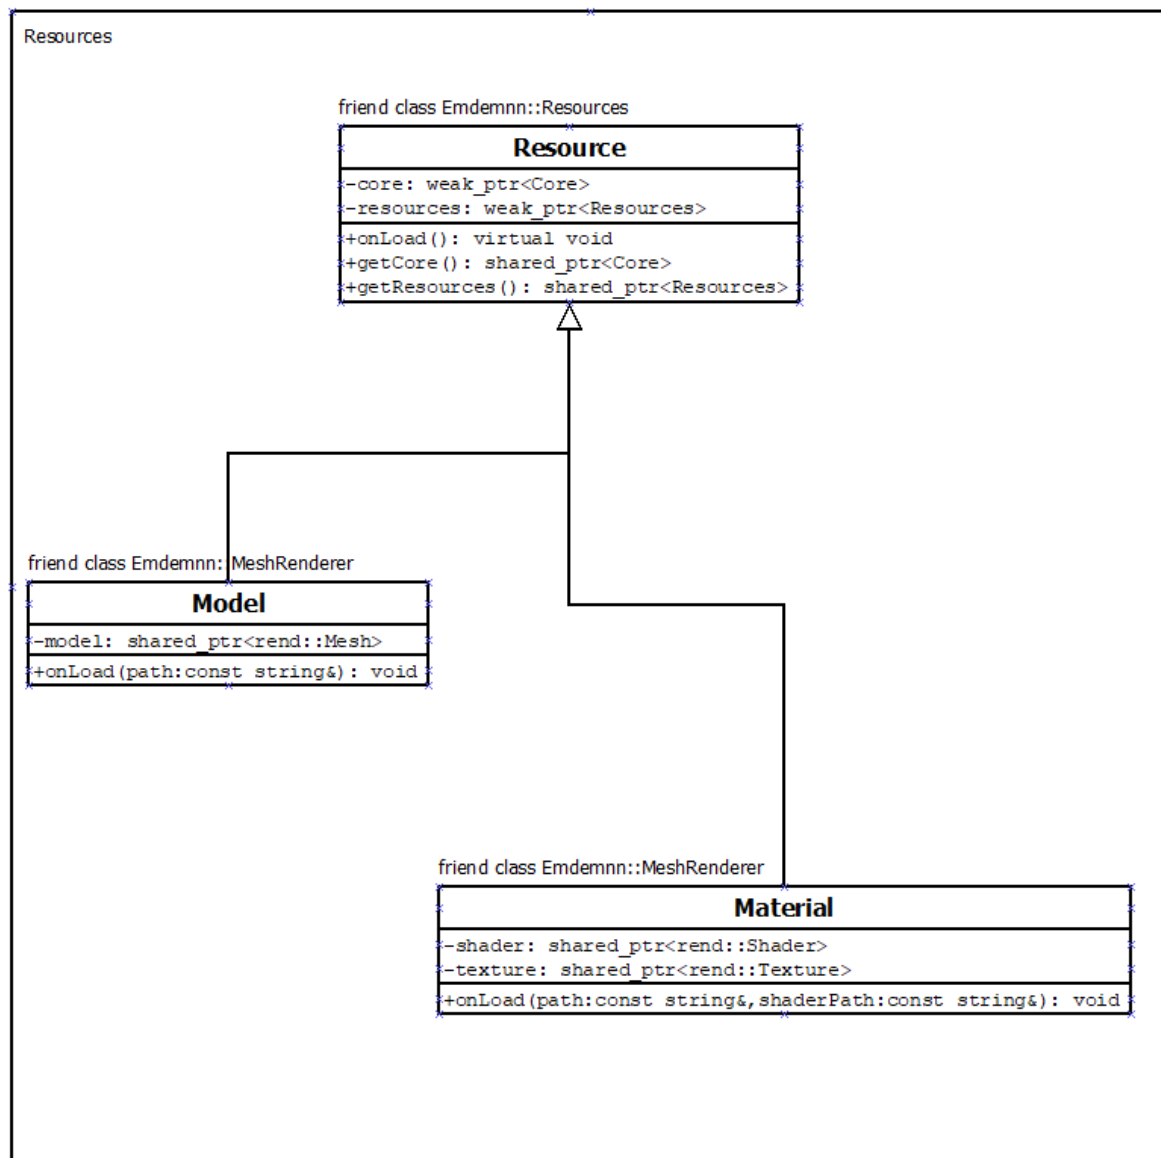 Resources
friend class Emdemnn::Resources
Resource
-core: weak_ptr<Core>
-resources: weak_ptr<Resources>
+onLoad(): virtual void
+getCore(): shared_ptr<Core>
+getResources(): shared_ptr<Resources>
friend class Emdemnn::MeshRenderer
Model
-model: shared_ptr<rend::Mesh>
+onLoad(path:const string&): void
friend class Emdemnn::MeshRenderer
Material
-shader: shared_ptr<rend::Shader>
-texture: shared_ptr<rend::Texture>
+onLoad(path:const string&,shaderPath:const string&): void